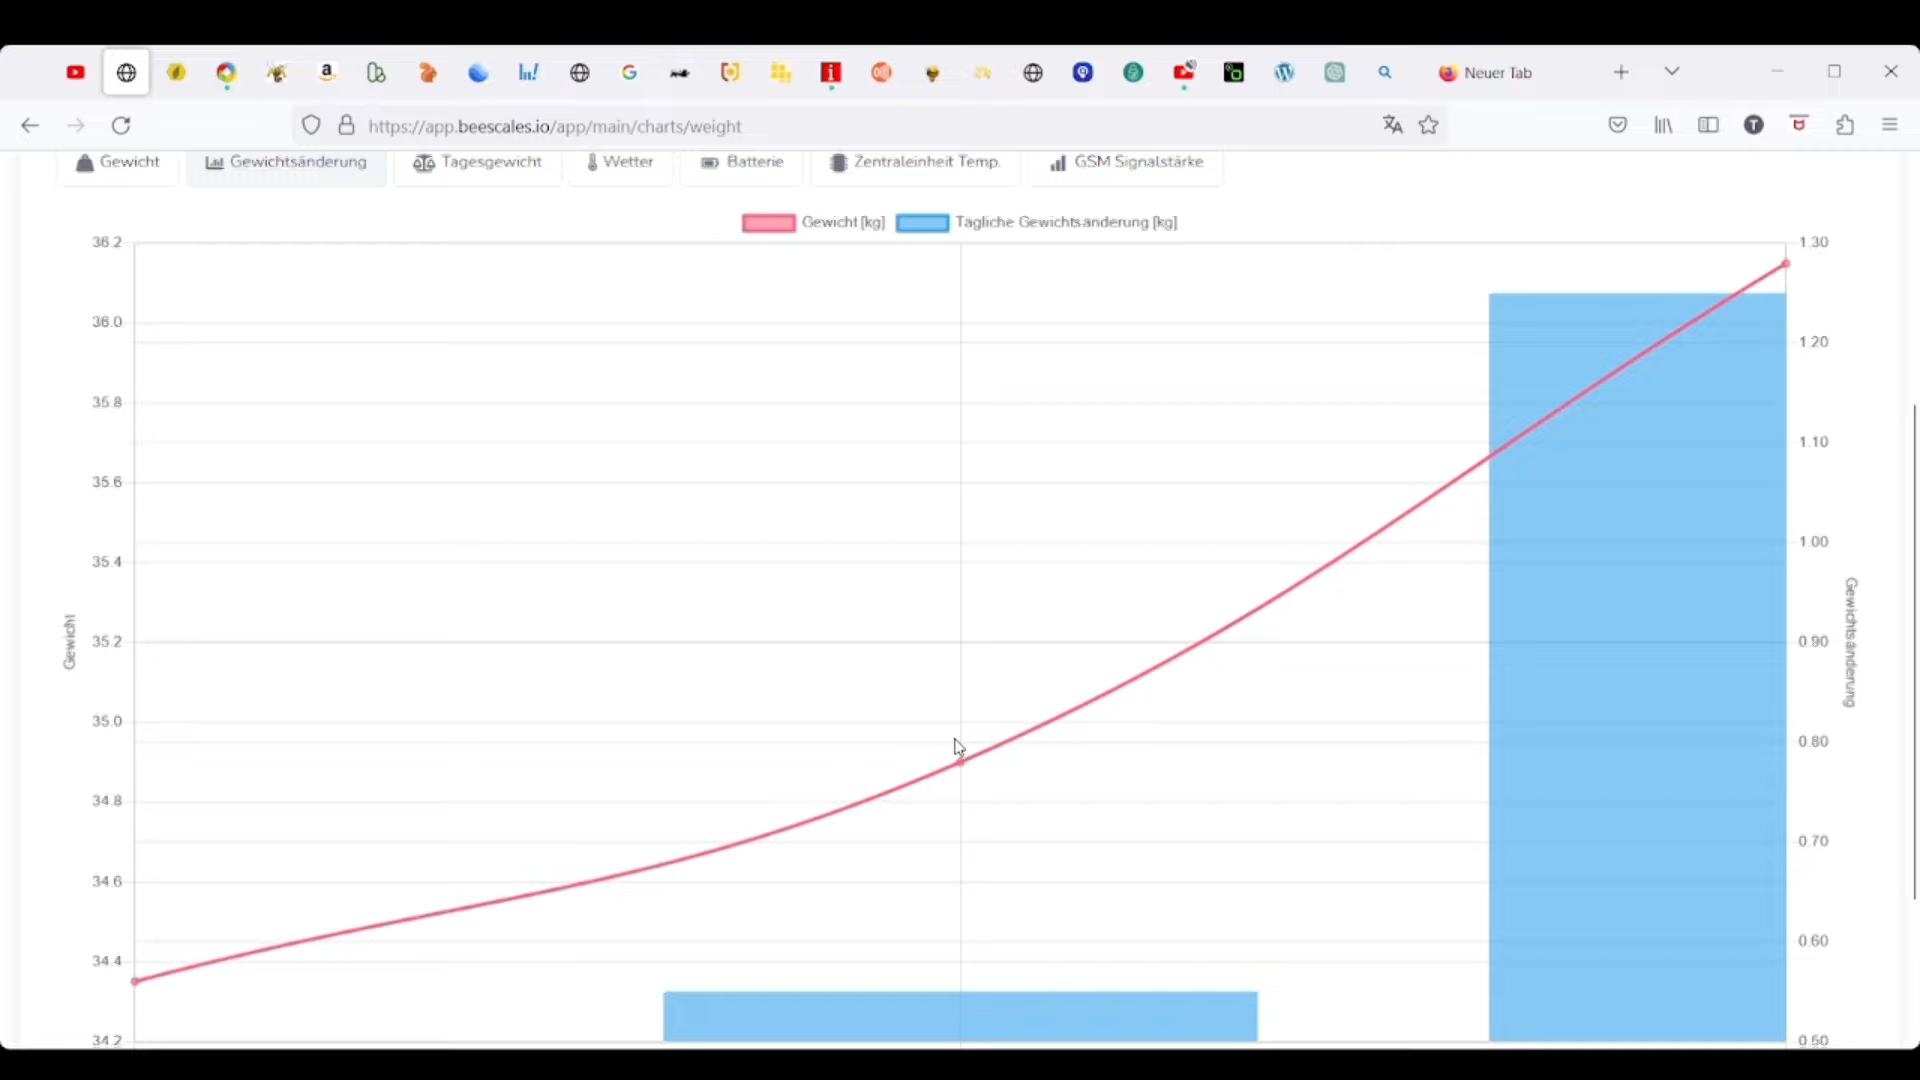 Neuer Tab
https://app.beescales.io/app/main/charts/weight
Gewicht
Gewichtsänderung
Tagesgewicht
Wetter
Batterie
Zentraleinheit Temp.
GSM Signalstärke
Gewicht [kg]
Tägliche Gewichtsänderung [kg]
36.2
36.0
35.8
35.6
35.4
35.2
35.0
34.8
34.6
34.4
34.2
Gewicht
1.30
1.20
1.10
1.00
0.90
0.80
0.70
0.60
0.50
Gewichtsänderung